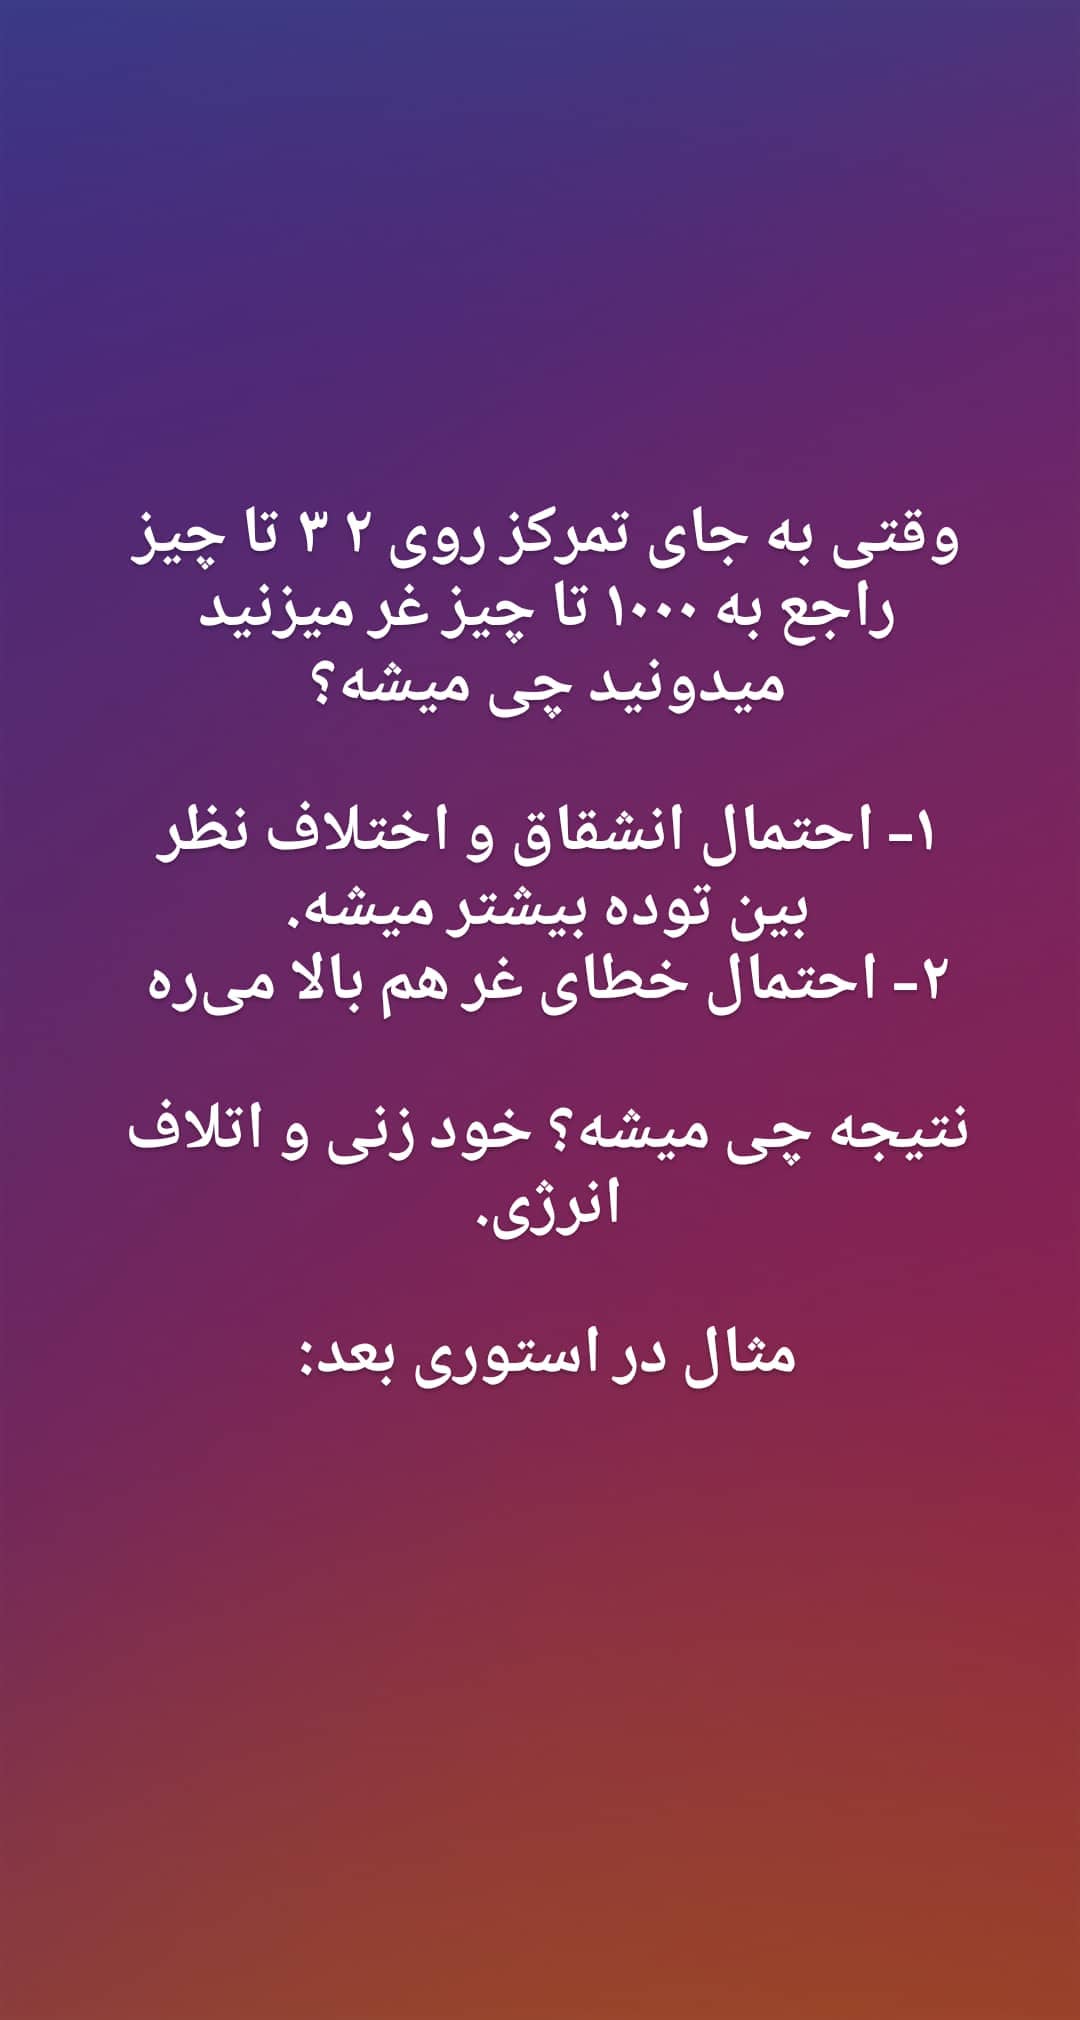 وقتی به جای تمرکز روی ۲ ۳ تا چیز
راجع به ۱۰۰۰ تا چیز غر میزنید
میدونید چی میشه؟
۱- احتمال انشقاق و اختلاف نظر
بین توده بیشتر میشه.
۲- احتمال خطای غر هم بالا می‌ره
نتیجه چی میشه؟ خود زنی و اتلاف
انرژی.
مثال در استوری بعد: